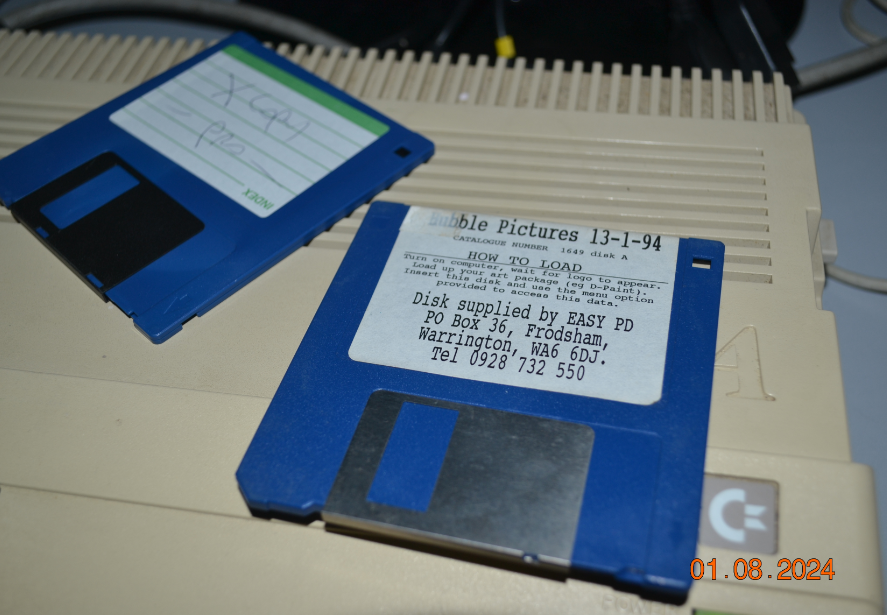 X Copy
= PRO =
INDEX
Bubble Pictures 13-1-94
CATALOGUE NUMBER 1649 disk A
HOW TO LOAD
Turn on computer, wait for logo to appear.
Load up your art package (eg D-Paint).
Insert this disk and use the menu option
provided to access this data.
Disk supplied by EASY PD
PO Box 36, Frodsham,
Warrington, WA6 6DJ.
Tel 0928 732 550
01.08.2024